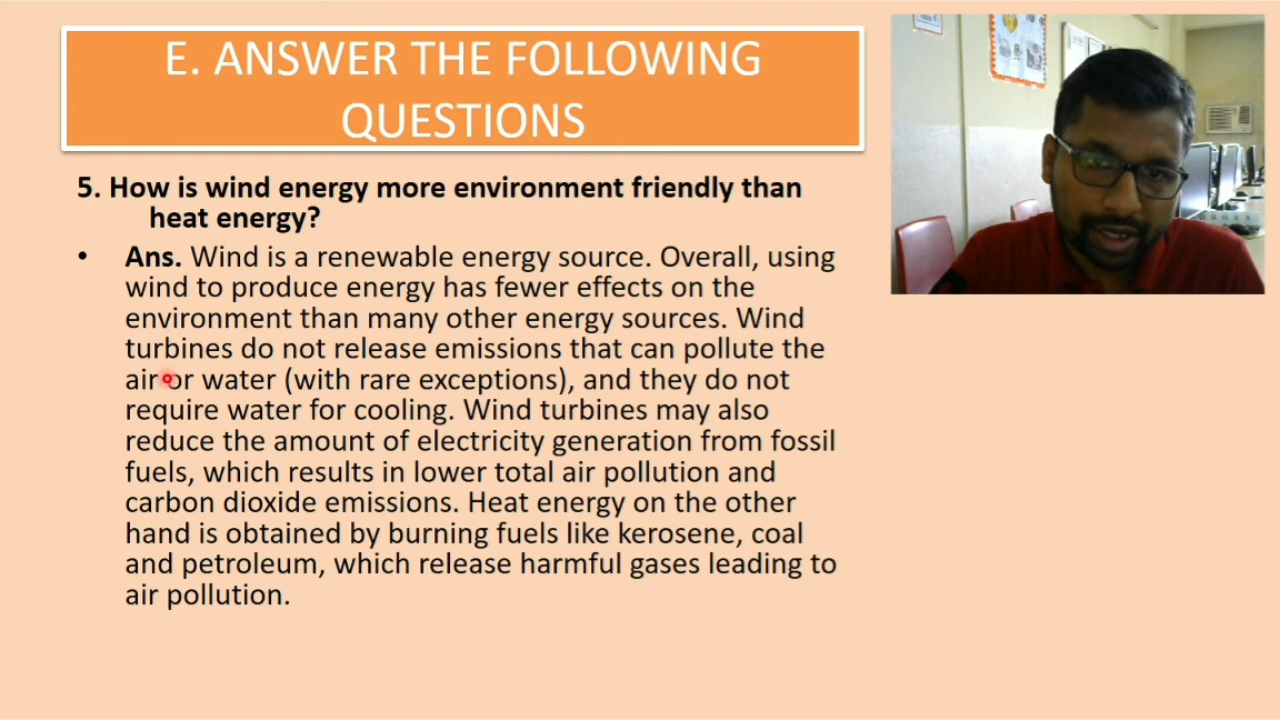 E. ANSWER THE FOLLOWING
QUESTIONS
5. How is wind energy more environment friendly than
heat energy?
• Ans. Wind is a renewable energy source. Overall, using
wind to produce energy has fewer effects on the
environment than many other energy sources. Wind
turbines do not release emissions that can pollute the
air or water (with rare exceptions), and they do not
require water for cooling. Wind turbines may also
reduce the amount of electricity generation from fossil
fuels, which results in lower total air pollution and
carbon dioxide emissions. Heat energy on the other
hand is obtained by burning fuels like kerosene, coal
and petroleum, which release harmful gases leading to
air pollution.